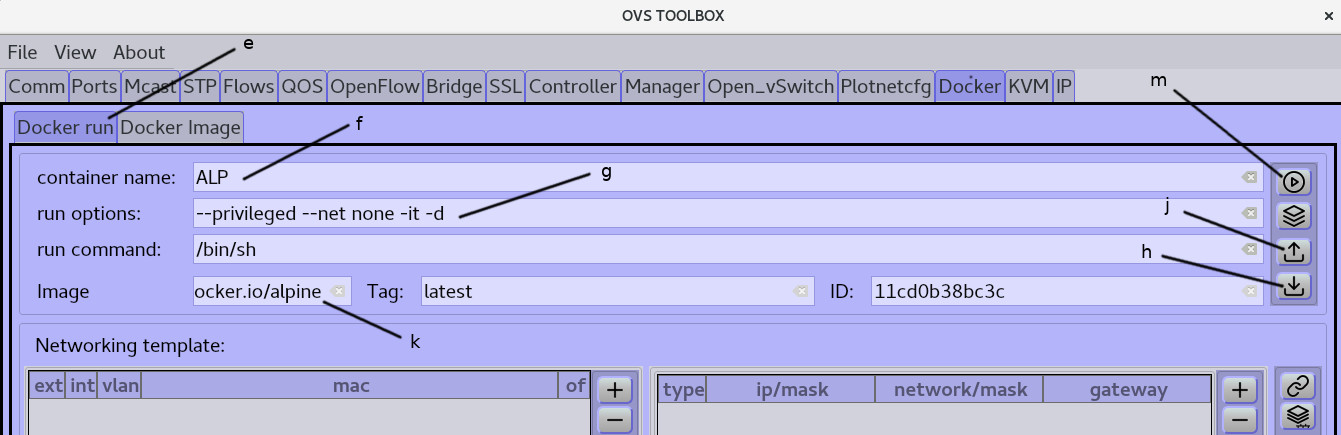 OVS TOOLBOX ×
File View About e
Comm Ports Mcast STP Flows QOS OpenFlow Bridge SSL Controller Manager Open_vSwitch Plotnetcfg Docker KVM IP m
Docker run Docker Image f
container name: ALP g
run options: --privileged --net none -it -d j
run command: /bin/sh h
Image ocker.io/alpine Tag: latest ID: 11cd0b38bc3c
Networking template: k
ext int vlan mac of + type ip/mask network/mask gateway +
− −